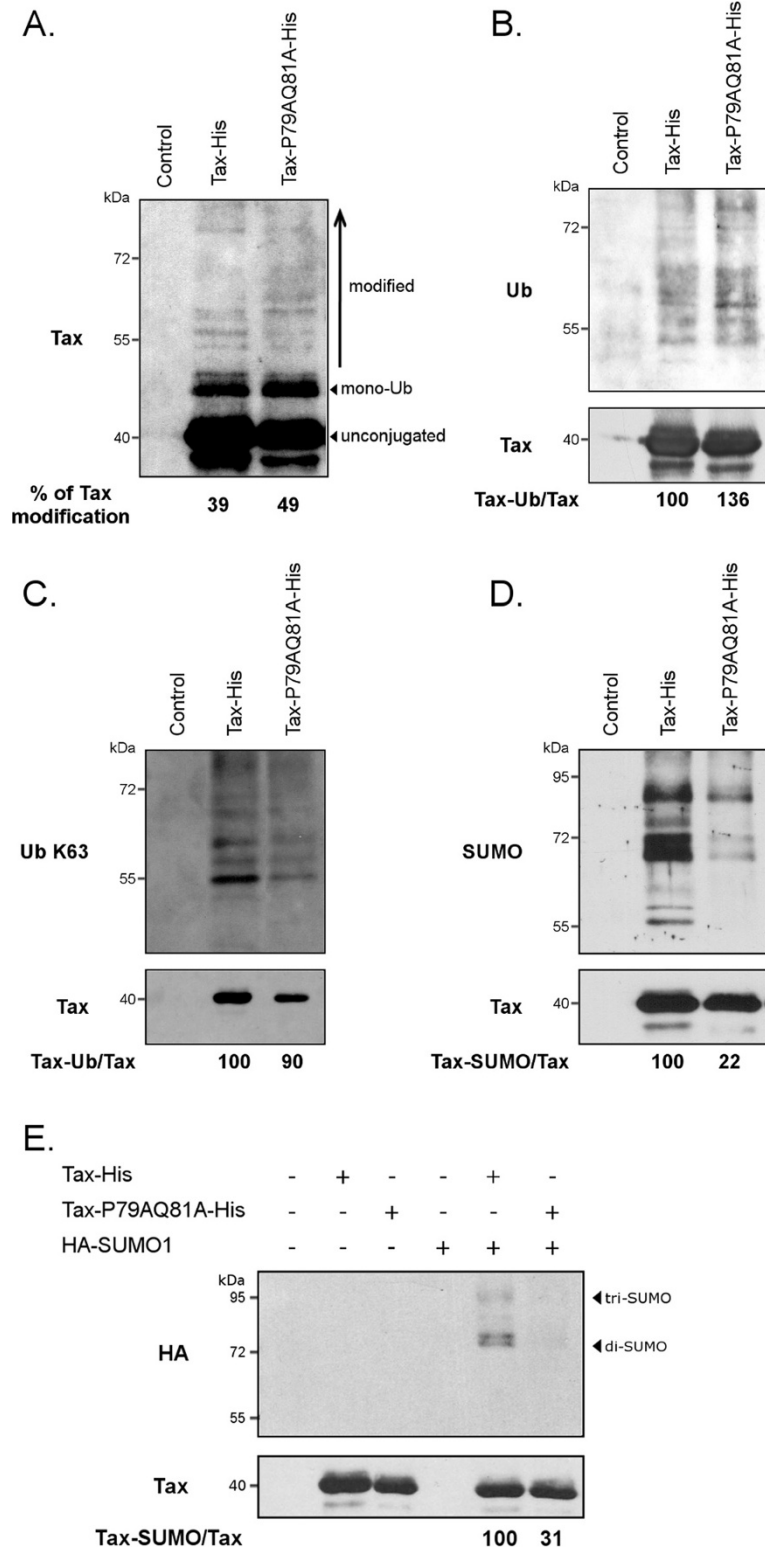 A.
Control
Tax-His
Tax-P79AQ81A-His
kDa
72
55
40
Tax
modified
mono-Ub
unconjugated
% of Tax
modification
39 49
B.
Control
Tax-His
Tax-P79AQ81A-His
kDa
72
55
Ub
Tax
40
Tax-Ub/Tax 100 136
C.
Control
Tax-His
Tax-P79AQ81A-His
kDa
72
55
Ub K63
Tax
40
Tax-Ub/Tax 100 90
D.
Control
Tax-His
Tax-P79AQ81A-His
kDa
95
72
55
SUMO
Tax
40
Tax-SUMO/Tax 100 22
E.
Tax-His - + - - + -
Tax-P79AQ81A-His - - + - - +
HA-SUMO1 - - - + + +
kDa
95
72
55
HA
tri-SUMO
di-SUMO
Tax
40
Tax-SUMO/Tax 100 31